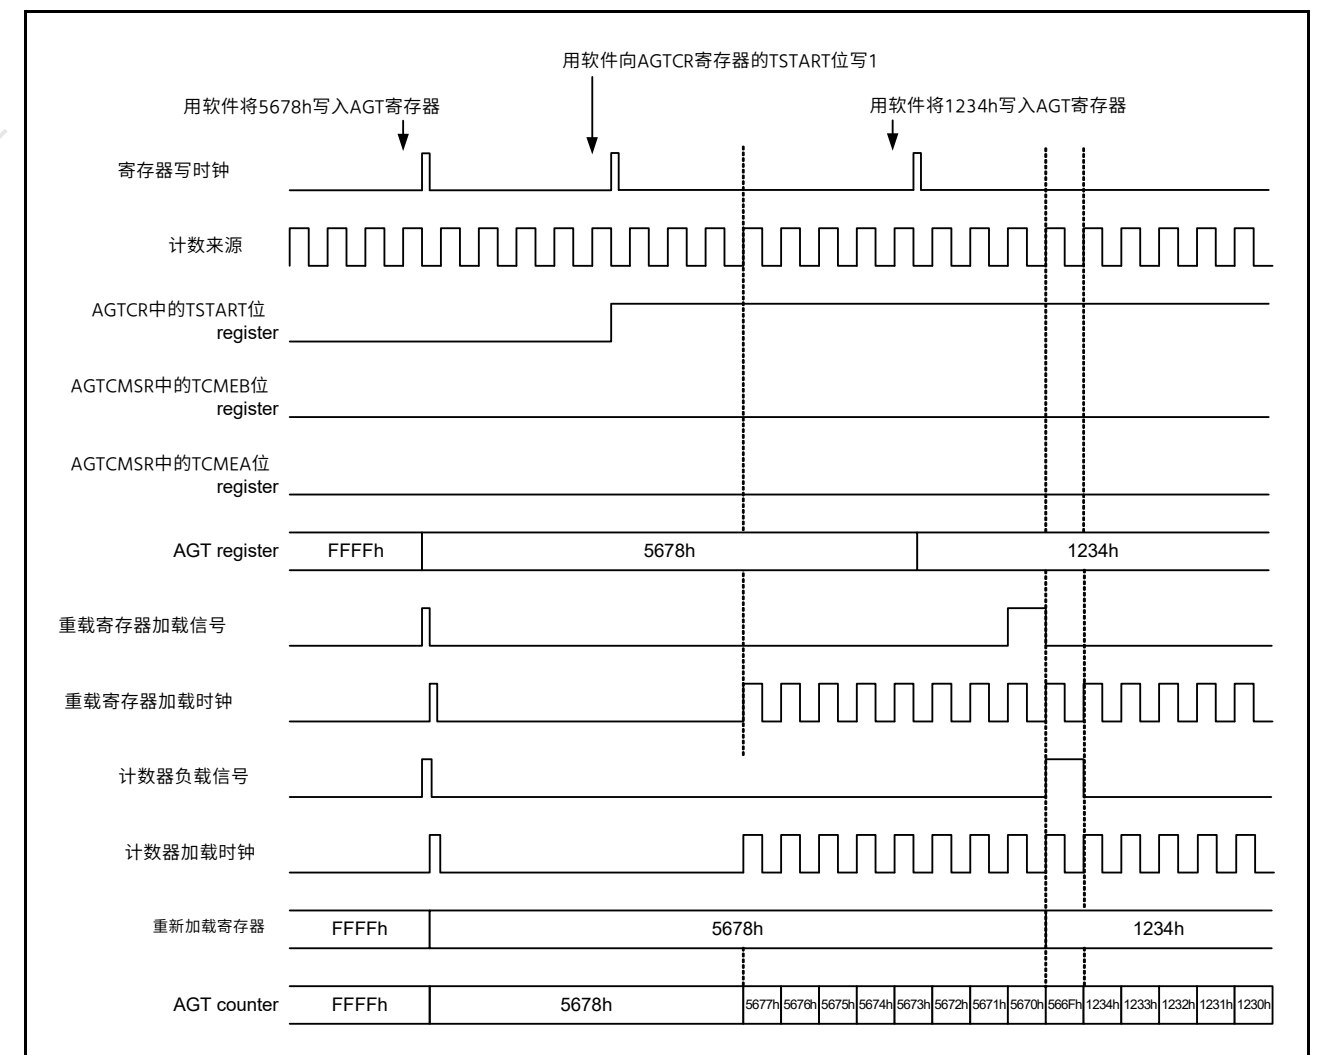 用软件向AGTCR寄存器的TSTART位写1
用软件将5678h写入AGT寄存器
用软件将1234h写入AGT寄存器
寄存器写时钟
计数来源
AGTCR中的TSTART位
register
AGTCMSR中的TCMEB位
register
AGTCMSR中的TCMEA位
register
AGT register FFFFh 5678h 1234h
重载寄存器加载信号
重载寄存器加载时钟
计数器负载信号
计数器加载时钟
重新加载寄存器 FFFFh 5678h 1234h
AGT counter FFFFh 5678h 5677h 5676h 5675h 5674h 5673h 5672h 5671h 5670h 566Fh 1234h 1233h 1232h 1231h 1230h